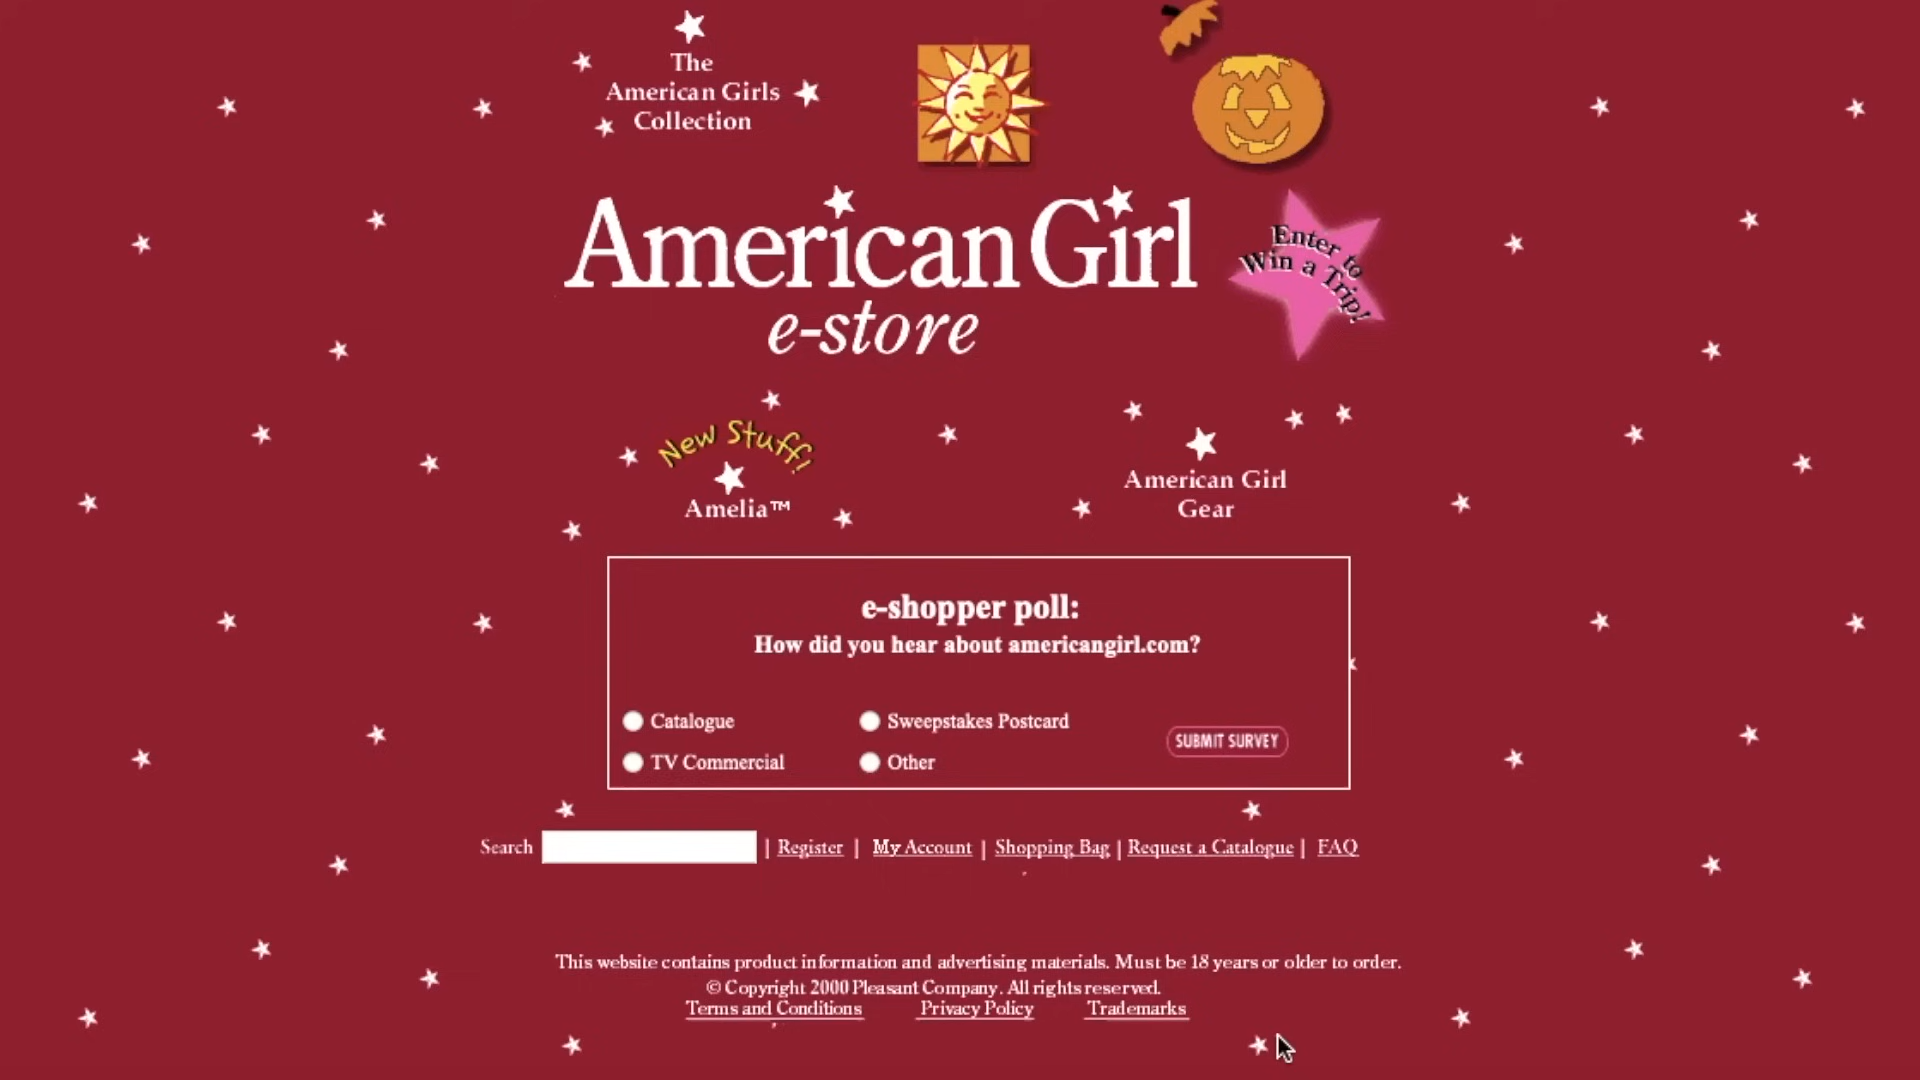 The
American Girls
Collection
American Girl
e-store
Enter to
Win a Trip!
New Stuff!
Amelia™
American Girl
Gear
e-shopper poll:
How did you hear about americangirl.com?
Catalogue
Sweepstakes Postcard
TV Commercial
Other
SUBMIT SURVEY
Search | Register | My Account | Shopping Bag | Request a Catalogue | FAQ
This website contains product information and advertising materials. Must be 18 years or older to order.
© Copyright 2000 Pleasant Company. All rights reserved.
Terms and Conditions Privacy Policy Trademarks